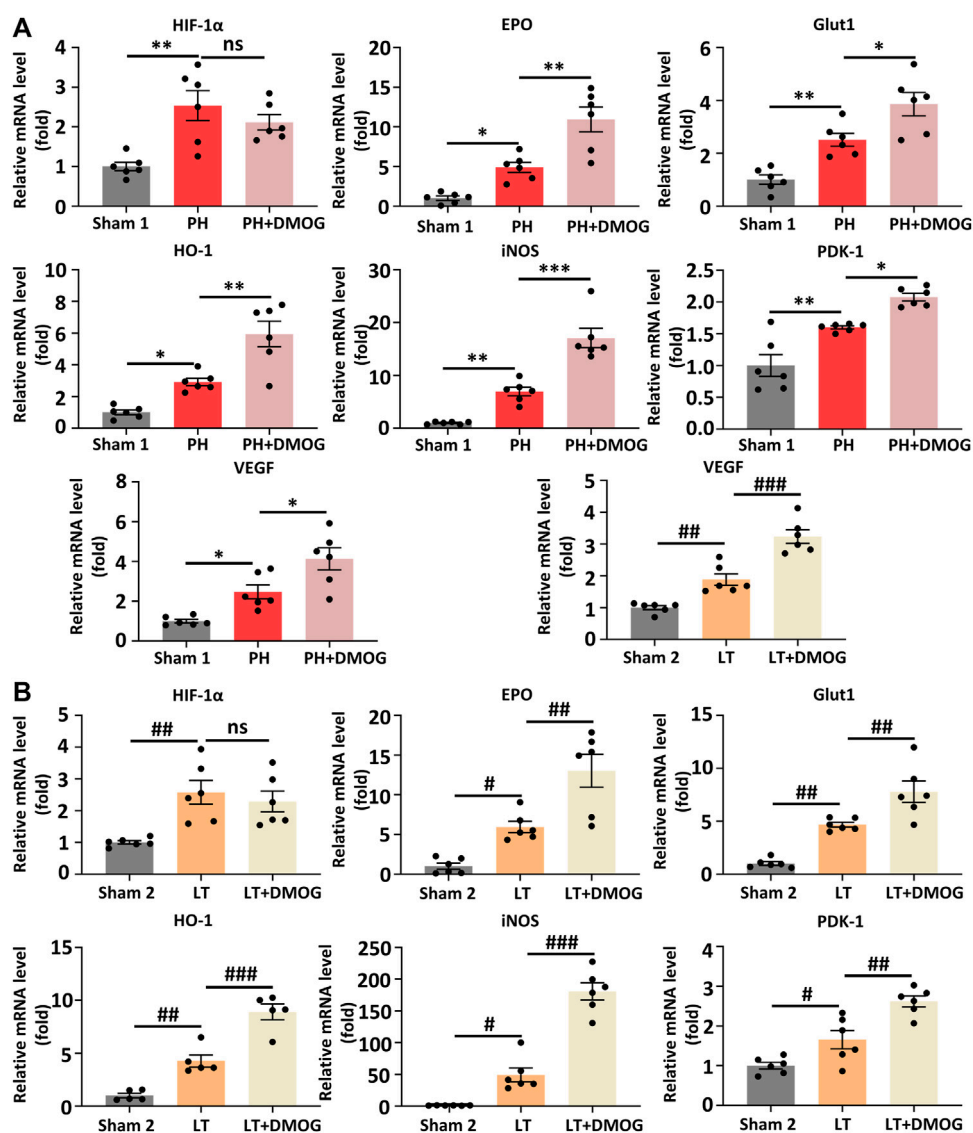 A
HIF-1α
Relative mRNA level
(fold)
4
3
2
1
0
**
ns
Sham 1 PH PH+DMOG
EPO
Relative mRNA level
(fold)
20
15
10
5
0
*
**
Sham 1 PH PH+DMOG
Glut1
Relative mRNA level
(fold)
6
4
2
0
**
*
Sham 1 PH PH+DMOG
HO-1
Relative mRNA level
(fold)
10
8
6
4
2
0
*
**
Sham 1 PH PH+DMOG
iNOS
Relative mRNA level
(fold)
30
20
10
0
**
***
Sham 1 PH PH+DMOG
PDK-1
Relative mRNA level
(fold)
2.5
2.0
1.5
1.0
0.5
0.0
**
*
Sham 1 PH PH+DMOG
VEGF
Relative mRNA level
(fold)
8
6
4
2
0
*
*
Sham 1 PH PH+DMOG
VEGF
Relative mRNA level
(fold)
5
4
3
2
1
0
##
###
Sham 2 LT LT+DMOG
B
HIF-1α
Relative mRNA level
(fold)
5
4
3
2
1
0
##
ns
Sham 2 LT LT+DMOG
EPO
Relative mRNA level
(fold)
20
15
10
5
0
#
##
Sham 2 LT LT+DMOG
Glut1
Relative mRNA level
(fold)
15
10
5
0
##
##
Sham 2 LT LT+DMOG
HO-1
Relative mRNA level
(fold)
15
10
5
0
##
###
Sham 2 LT LT+DMOG
iNOS
Relative mRNA level
(fold)
250
200
150
100
50
0
#
###
Sham 2 LT LT+DMOG
PDK-1
Relative mRNA level
(fold)
4
3
2
1
0
#
##
Sham 2 LT LT+DMOG